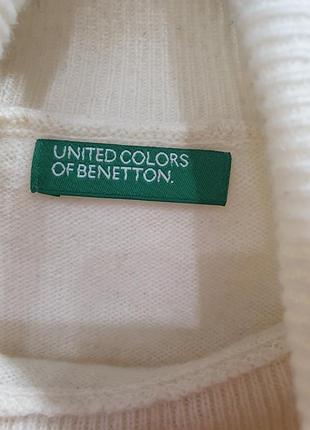 UNITED COLORS
OF BENETTON.